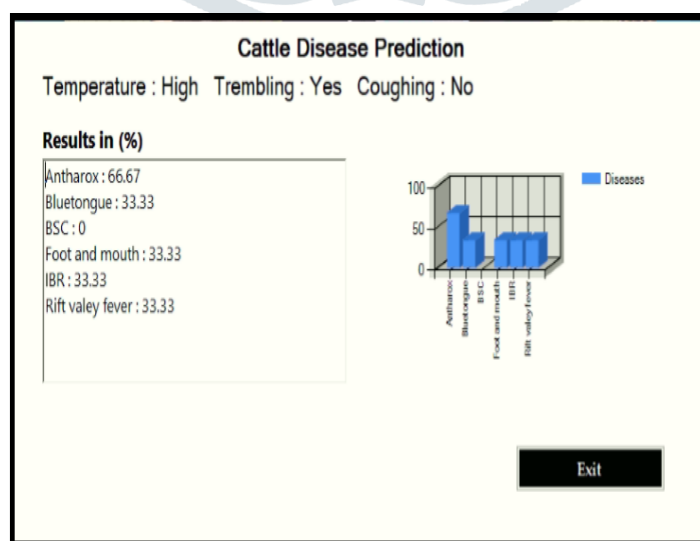 Cattle Disease Prediction
Temperature : High Trembling : Yes Coughing : No
Results in (%)
Antharox : 66.67
Bluetongue : 33.33
BSC : 0
Foot and mouth : 33.33
IBR : 33.33
Rift valey fever : 33.33
100
50
0
Antharox
Bluetongue
BSC
Foot and mouth
IBR
Rift valey fever
Diseases
Exit